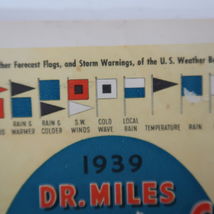 ther Forecast Flags, and Storm Warnings, of the U. S. Weather B
RAIN & WARMER
RAIN & COLDER
S.W. WINDS
COLD WAVE
LOCAL RAIN
TEMPERATURE
RAIN
1939
DR. MILES